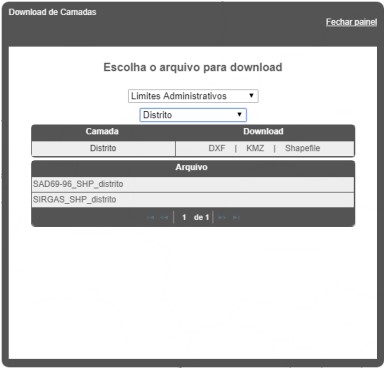 Download de Camadas
Fechar painel
Escolha o arquivo para download
Limites Administrativos
Distrito
Camada Download
Distrito DXF | KMZ | Shapefile
Arquivo
SAD69-96_SHP_distrito
SIRGAS_SHP_distrito
1 de 1